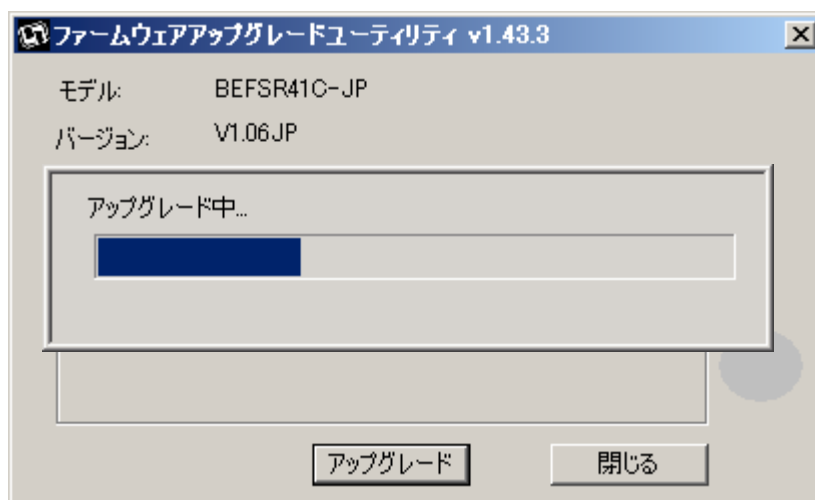 ファームウェアアップグレードユーティリティ v1.43.3
モデル: BEFSR41C-JP
バージョン: V1.06JP
アップグレード中...
アップグレード 閉じる